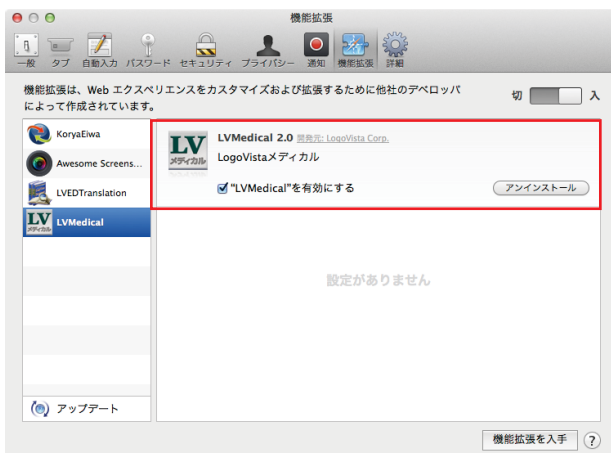 機能拡張
一般 タブ 自動入力 パスワード セキュリティ プライバシー 通知 機能拡張 詳細
機能拡張は、Web エクスペリエンスをカスタマイズおよび拡張するために他社のデベロッパ
によって作成されています。
切 入
KoryaEiwa
Awesome Screens...
LVEDTranslation
LV
メディカル
LVMedical
アップデート
LV
メディカル
LVMedical 2.0 開発元: LogoVista Corp.
LogoVistaメディカル
"LVMedical"を有効にする
アンインストール
設定がありません
機能拡張を入手 ?